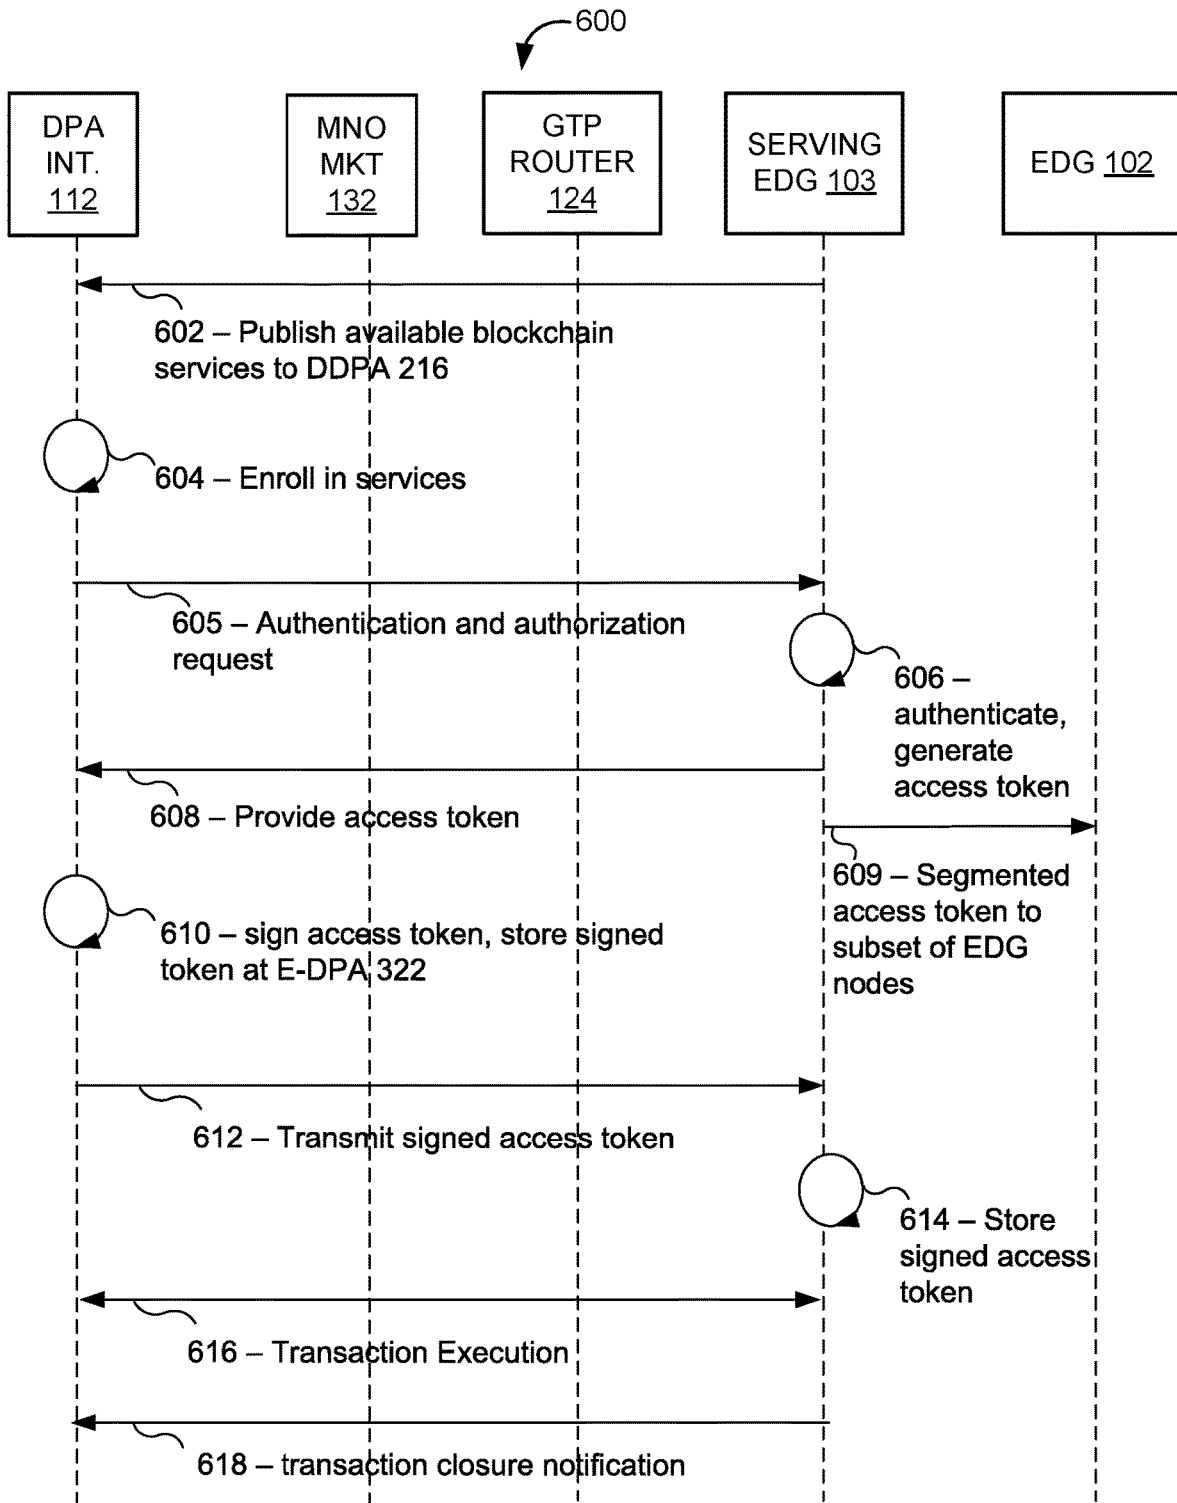 600
DPA
INT.
112
MNO
MKT
132
GTP
ROUTER
124
SERVING
EDG 103
EDG 102
602 – Publish available blockchain
services to DDPA 216
604 – Enroll in services
605 – Authentication and authorization
request
606 –
authenticate,
generate
access token
608 – Provide access token
609 – Segmented
access token to
subset of EDG
nodes
610 – sign access token, store signed
token at E-DPA 322
612 – Transmit signed access token
614 – Store
signed access
token
616 – Transaction Execution
618 – transaction closure notification